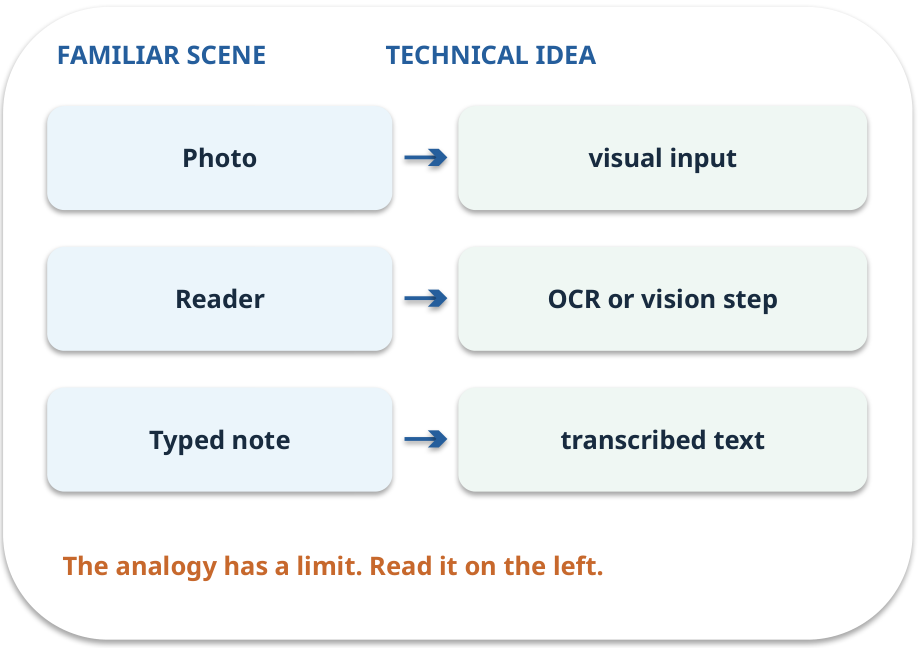 FAMILIAR SCENE TECHNICAL IDEA
Photo visual input
Reader OCR or vision step
Typed note transcribed text
The analogy has a limit. Read it on the left.